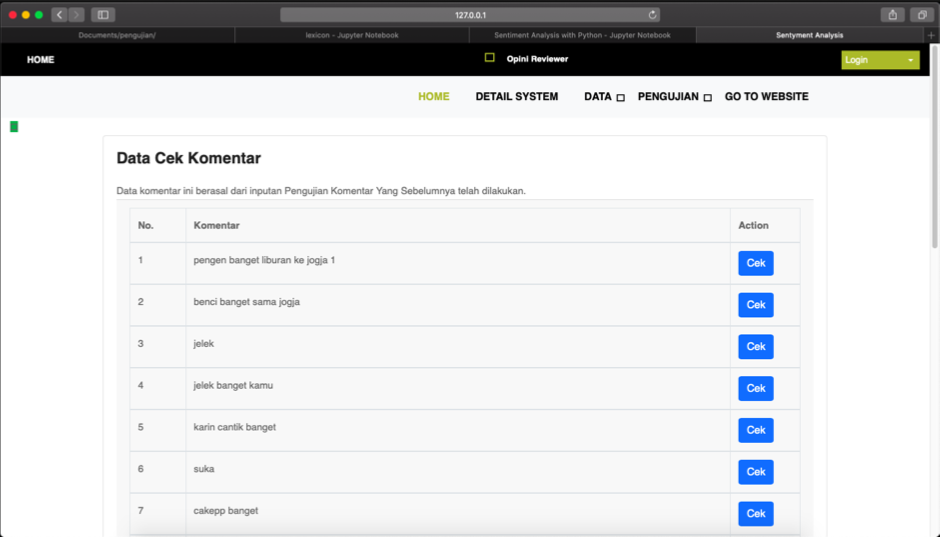 127.0.0.1
Documents/pengujian/
lexicon - Jupyter Notebook
Sentiment Analysis with Python - Jupyter Notebook
Sentyment Analysis
HOME
Opini Reviewer
Login
HOME DETAIL SYSTEM DATA PENGUJIAN GO TO WEBSITE
Data Cek Komentar
Data komentar ini berasal dari inputan Pengujian Komentar Yang Sebelumnya telah dilakukan.
No. Komentar Action
1 pengen banget liburan ke jogja 1 Cek
2 benci banget sama jogja Cek
3 jelek Cek
4 jelek banget kamu Cek
5 karin cantik banget Cek
6 suka Cek
7 cakepp banget Cek